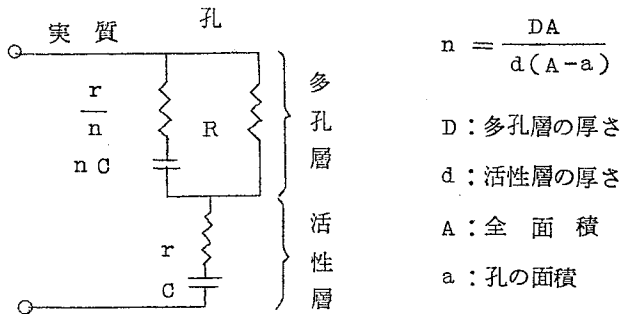 実質 孔
r
n
nC
R
多孔層
r
C
活性層
n = DA
d(A-a)
D:多孔層の厚さ
d:活性層の厚さ
A:全面積
a:孔の面積